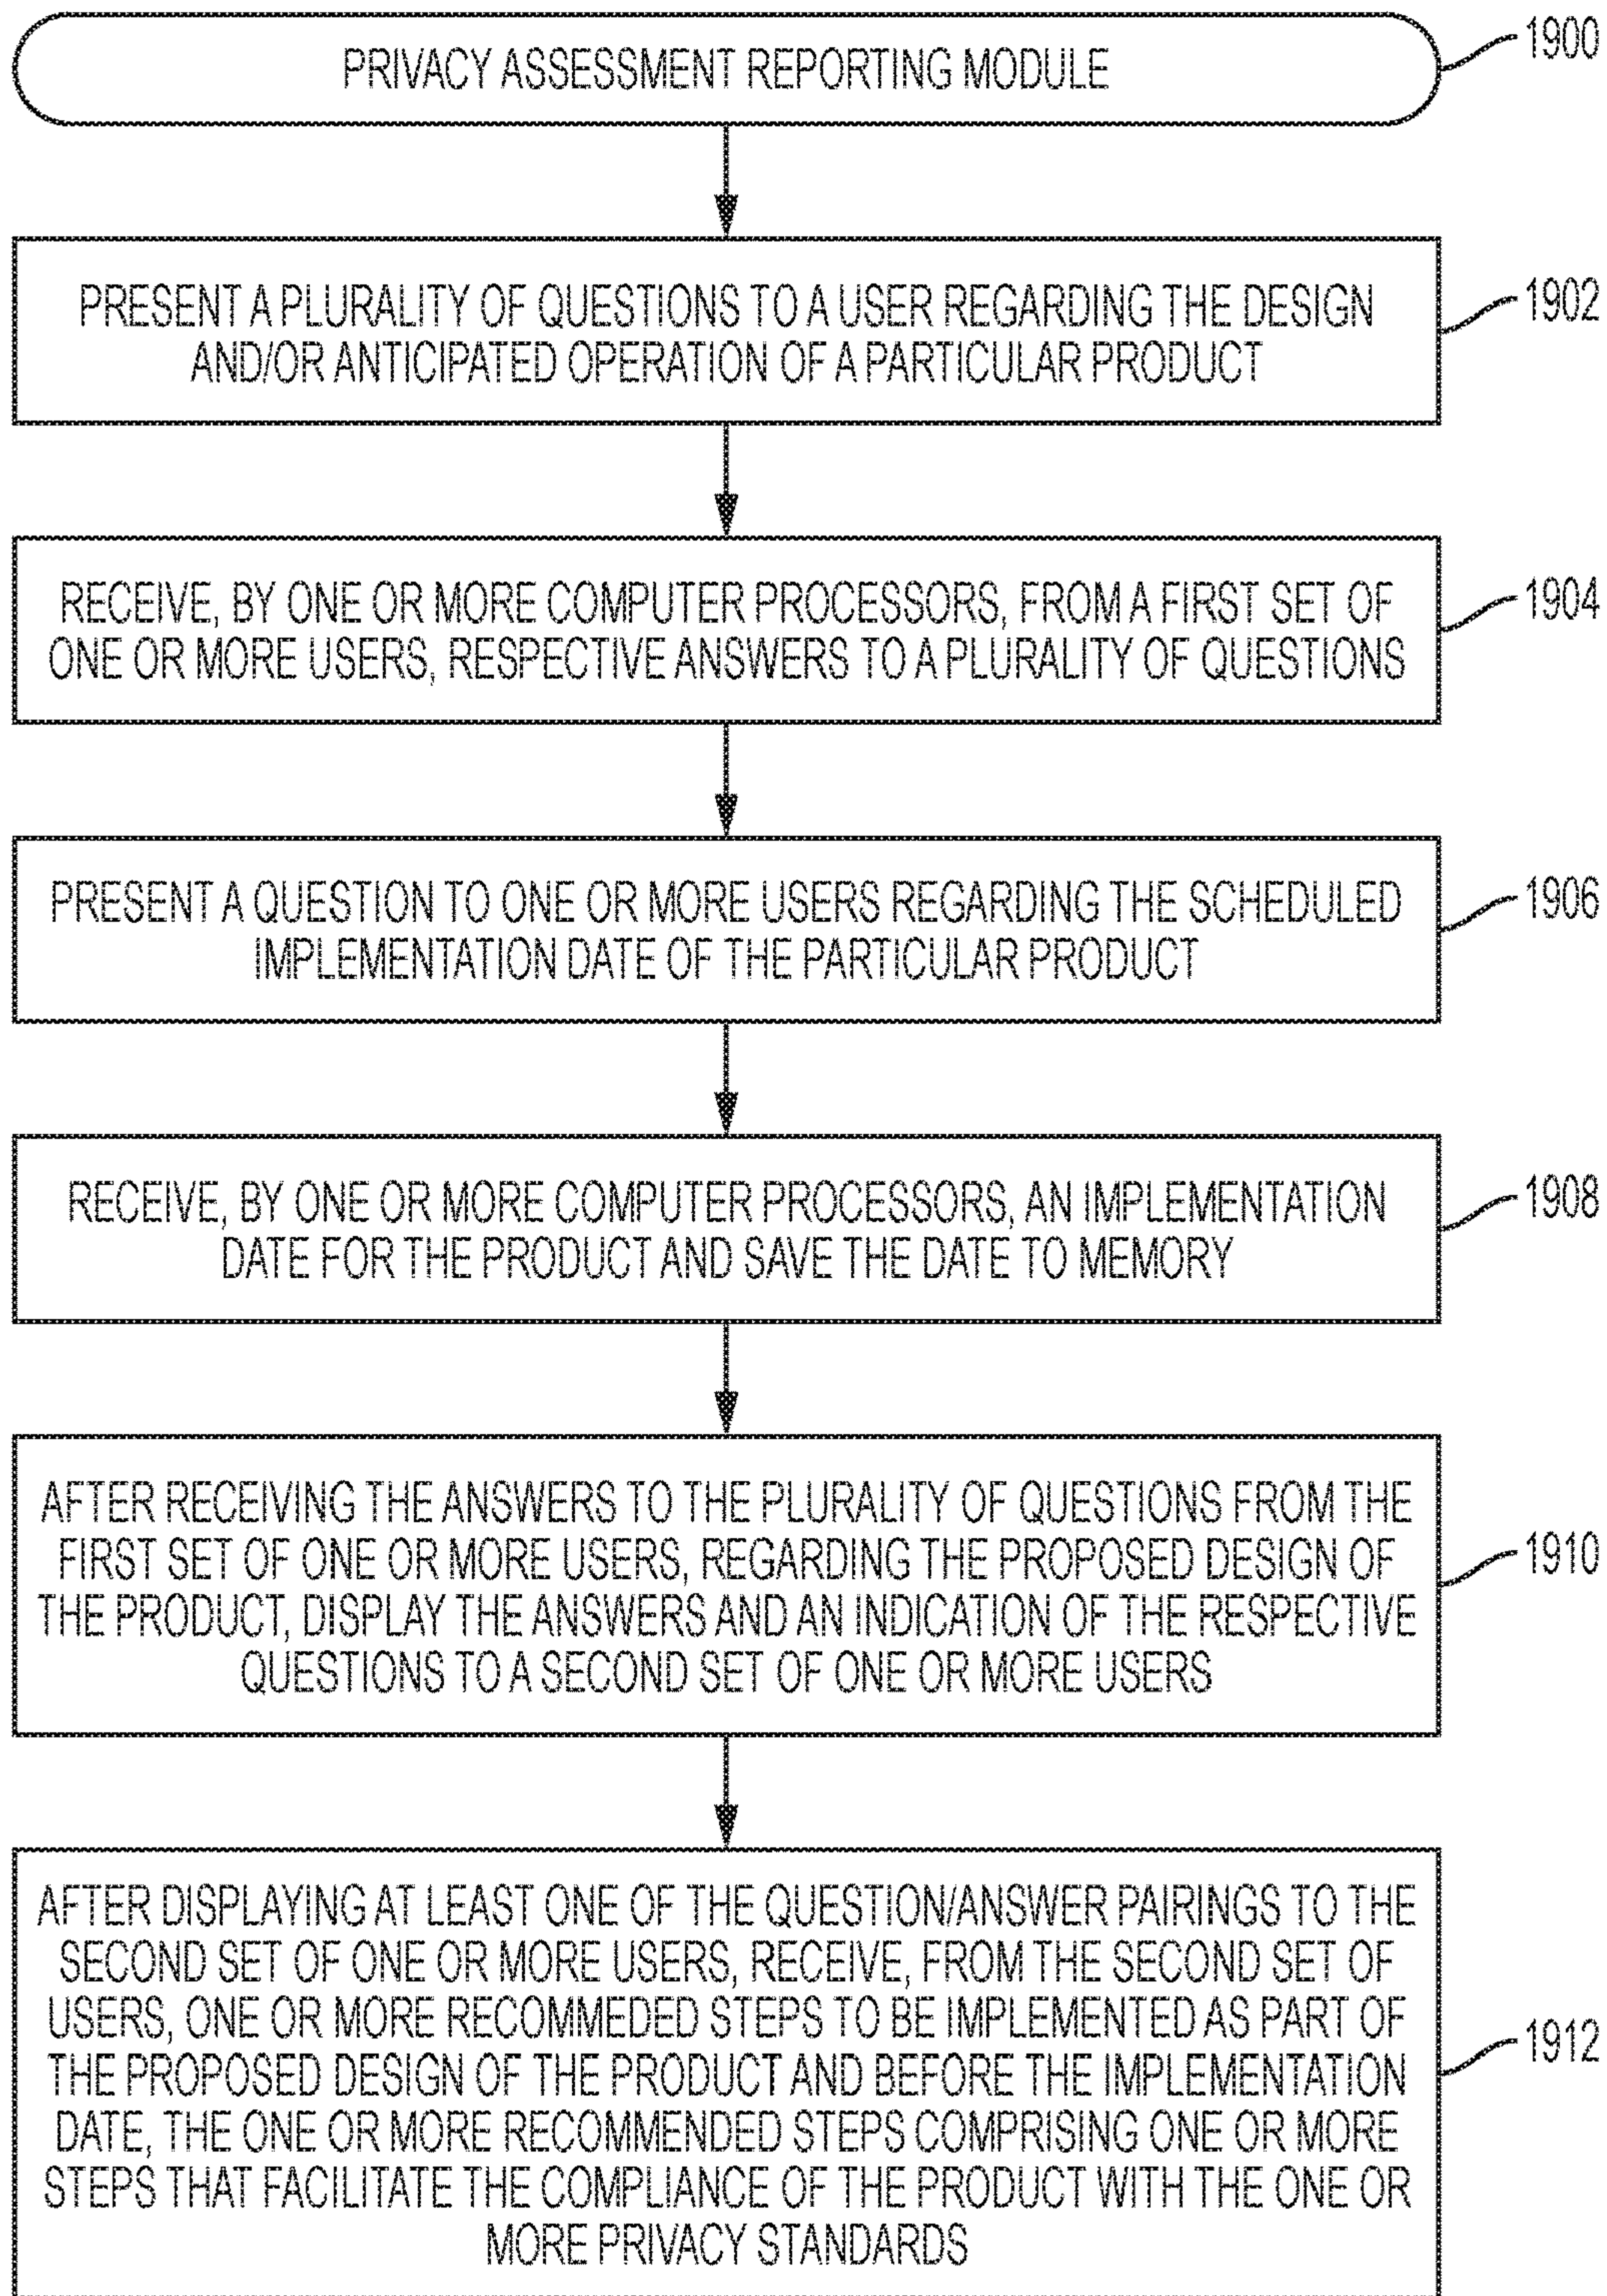 PRIVACY ASSESSMENT REPORTING MODULE
1900
PRESENT A PLURALITY OF QUESTIONS TO A USER REGARDING THE DESIGN
AND/OR ANTICIPATED OPERATION OF A PARTICULAR PRODUCT
1902
RECEIVE, BY ONE OR MORE COMPUTER PROCESSORS, FROM A FIRST SET OF
ONE OR MORE USERS, RESPECTIVE ANSWERS TO A PLURALITY OF QUESTIONS
1904
PRESENT A QUESTION TO ONE OR MORE USERS REGARDING THE SCHEDULED
IMPLEMENTATION DATE OF THE PARTICULAR PRODUCT
1906
RECEIVE, BY ONE OR MORE COMPUTER PROCESSORS, AN IMPLEMENTATION
DATE FOR THE PRODUCT AND SAVE THE DATE TO MEMORY
1908
AFTER RECEIVING THE ANSWERS TO THE PLURALITY OF QUESTIONS FROM THE
FIRST SET OF ONE OR MORE USERS, REGARDING THE PROPOSED DESIGN OF
THE PRODUCT, DISPLAY THE ANSWERS AND AN INDICATION OF THE RESPECTIVE
QUESTIONS TO A SECOND SET OF ONE OR MORE USERS
1910
AFTER DISPLAYING AT LEAST ONE OF THE QUESTION/ANSWER PAIRINGS TO THE
SECOND SET OF ONE OR MORE USERS, RECEIVE, FROM THE SECOND SET OF
USERS, ONE OR MORE RECOMMEDED STEPS TO BE IMPLEMENTED AS PART OF
THE PROPOSED DESIGN OF THE PRODUCT AND BEFORE THE IMPLEMENTATION
DATE, THE ONE OR MORE RECOMMENDED STEPS COMPRISING ONE OR MORE
STEPS THAT FACILITATE THE COMPLIANCE OF THE PRODUCT WITH THE ONE OR
MORE PRIVACY STANDARDS
1912